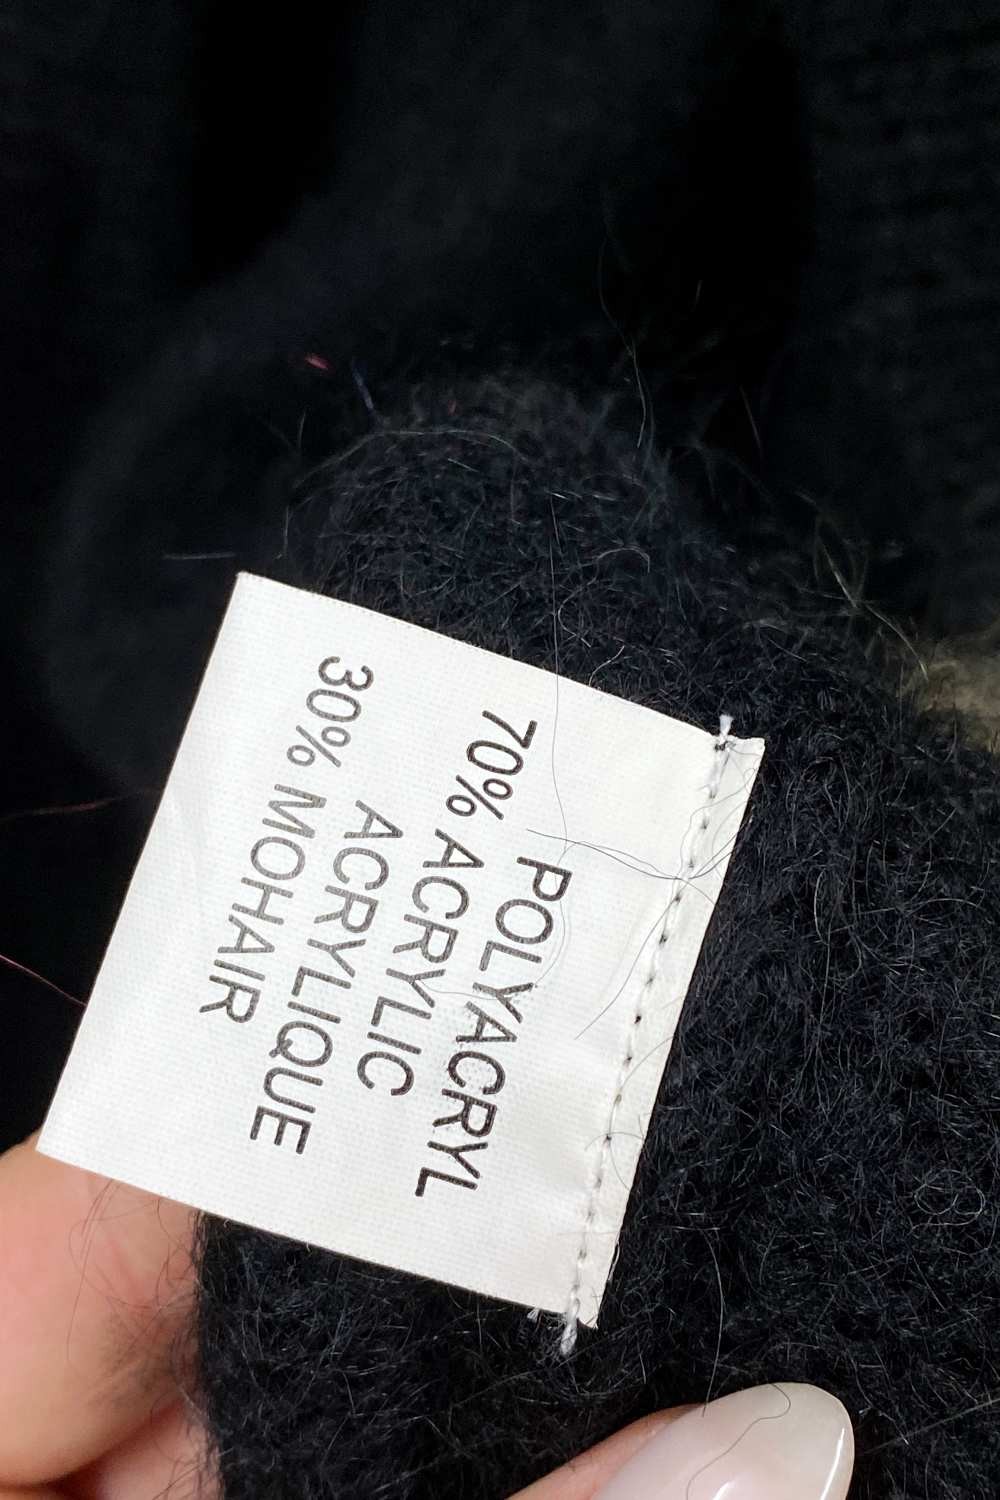 POLYACRYL
70% ACRYLIC
ACRYLIQUE
30% MOHAIR